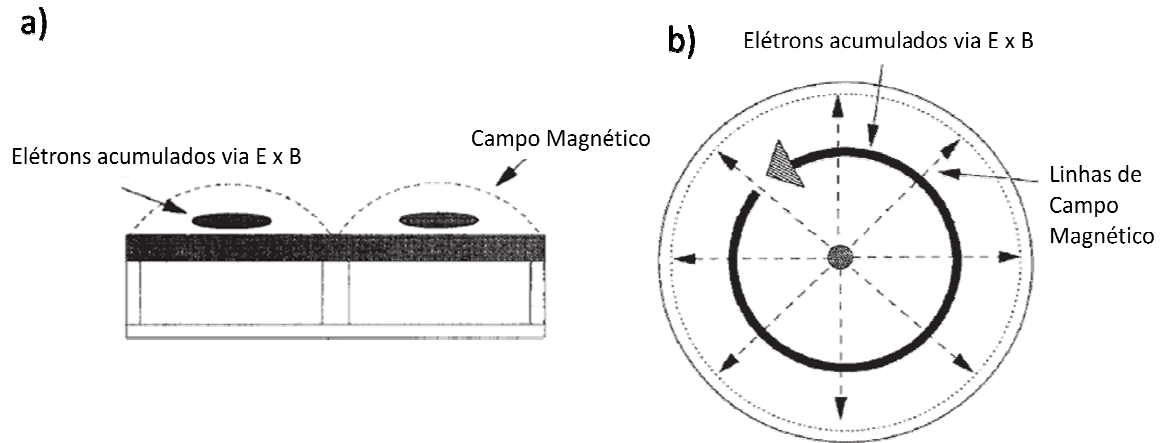 a)
Elétrons acumulados via E x B
Campo Magnético
b)
Elétrons acumulados via E x B
Linhas de
Campo
Magnético